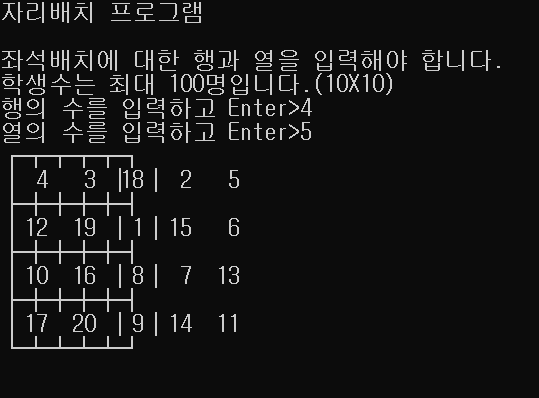 자리배치 프로그램
좌석배치에 대한 행과 열을 입력해야 합니다.
학생수는 최대 100명입니다.(10X10)
행의 수를 입력하고 Enter>4
열의 수를 입력하고 Enter>5
4 3 |18| 2 5
12 19 | 1| 15 6
10 16 | 8| 7 13
17 20 | 9| 14 11